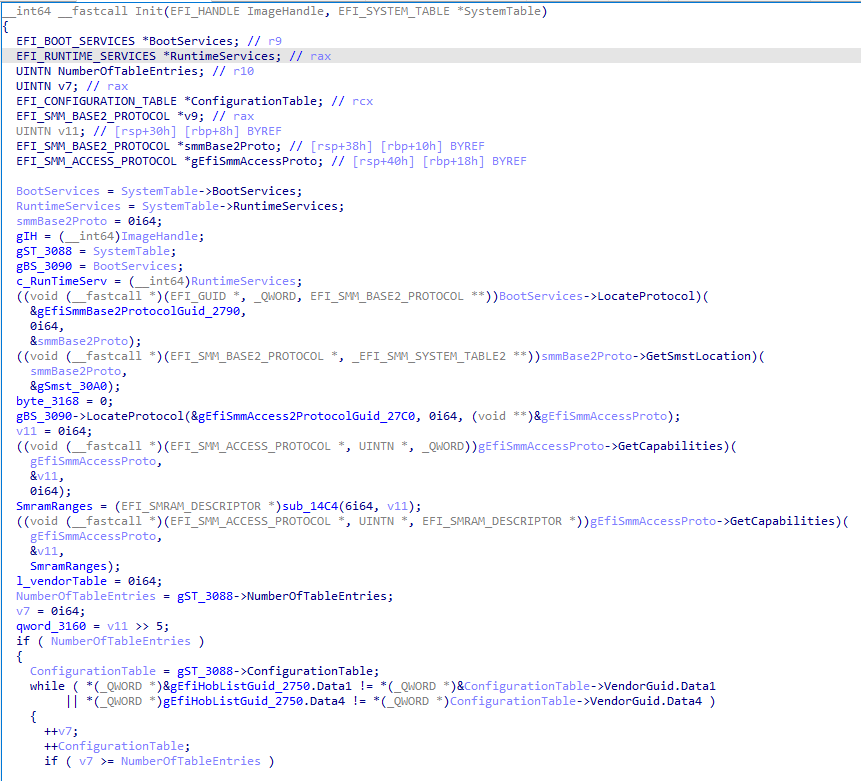 __int64 __fastcall Init(EFI_HANDLE ImageHandle, EFI_SYSTEM_TABLE *SystemTable)
{
  EFI_BOOT_SERVICES *BootServices; // r9
  EFI_RUNTIME_SERVICES *RuntimeServices; // rax
  UINTN NumberOfTableEntries; // r10
  UINTN v7; // rax
  EFI_CONFIGURATION_TABLE *ConfigurationTable; // rcx
  EFI_SMM_BASE2_PROTOCOL *v9; // rax
  UINTN v11; // [rsp+30h] [rbp+8h] BYREF
  EFI_SMM_BASE2_PROTOCOL *smmBase2Proto; // [rsp+38h] [rbp+10h] BYREF
  EFI_SMM_ACCESS_PROTOCOL *gEfiSmmAccessProto; // [rsp+40h] [rbp+18h] BYREF

  BootServices = SystemTable->BootServices;
  RuntimeServices = SystemTable->RuntimeServices;
  smmBase2Proto = 0i64;
  gIH = (__int64)ImageHandle;
  gST_3088 = SystemTable;
  gBS_3090 = BootServices;
  c_RunTimeServ = (__int64)RuntimeServices;
  ((void (__fastcall *)(EFI_GUID *, _QWORD, EFI_SMM_BASE2_PROTOCOL **))BootServices->LocateProtocol)(
    &gEfiSmmBase2ProtocolGuid_2790,
    0i64,
    &smmBase2Proto);
  ((void (__fastcall *)(EFI_SMM_BASE2_PROTOCOL *, _EFI_SMM_SYSTEM_TABLE2 **))smmBase2Proto->GetSmstLocation)(
    smmBase2Proto,
    &gSmst_30A0);
  byte_3168 = 0;
  gBS_3090->LocateProtocol(&gEfiSmmAccess2ProtocolGuid_27C0, 0i64, (void **)&gEfiSmmAccessProto);
  v11 = 0i64;
  ((void (__fastcall *)(EFI_SMM_ACCESS_PROTOCOL *, UINTN *, _QWORD))gEfiSmmAccessProto->GetCapabilities)(
    gEfiSmmAccessProto,
    &v11,
    0i64);
  SmramRanges = (EFI_SMRAM_DESCRIPTOR *)sub_14C4(6i64, v11);
  ((void (__fastcall *)(EFI_SMM_ACCESS_PROTOCOL *, UINTN *, EFI_SMRAM_DESCRIPTOR *))gEfiSmmAccessProto->GetCapabilities)(
    gEfiSmmAccessProto,
    &v11,
    SmramRanges);
  l_vendorTable = 0i64;
  NumberOfTableEntries = gST_3088->NumberOfTableEntries;
  v7 = 0i64;
  qword_3160 = v11 >> 5;
  if ( NumberOfTableEntries )
  {
    ConfigurationTable = gST_3088->ConfigurationTable;
    while ( *(_QWORD *)&gEfiHobListGuid_2750.Data1 != *(_QWORD *)&ConfigurationTable->VendorGuid.Data1
         || *(_QWORD *)gEfiHobListGuid_2750.Data4 != *(_QWORD *)ConfigurationTable->VendorGuid.Data4 )
    {
      ++v7;
      ++ConfigurationTable;
      if ( v7 >= NumberOfTableEntries )